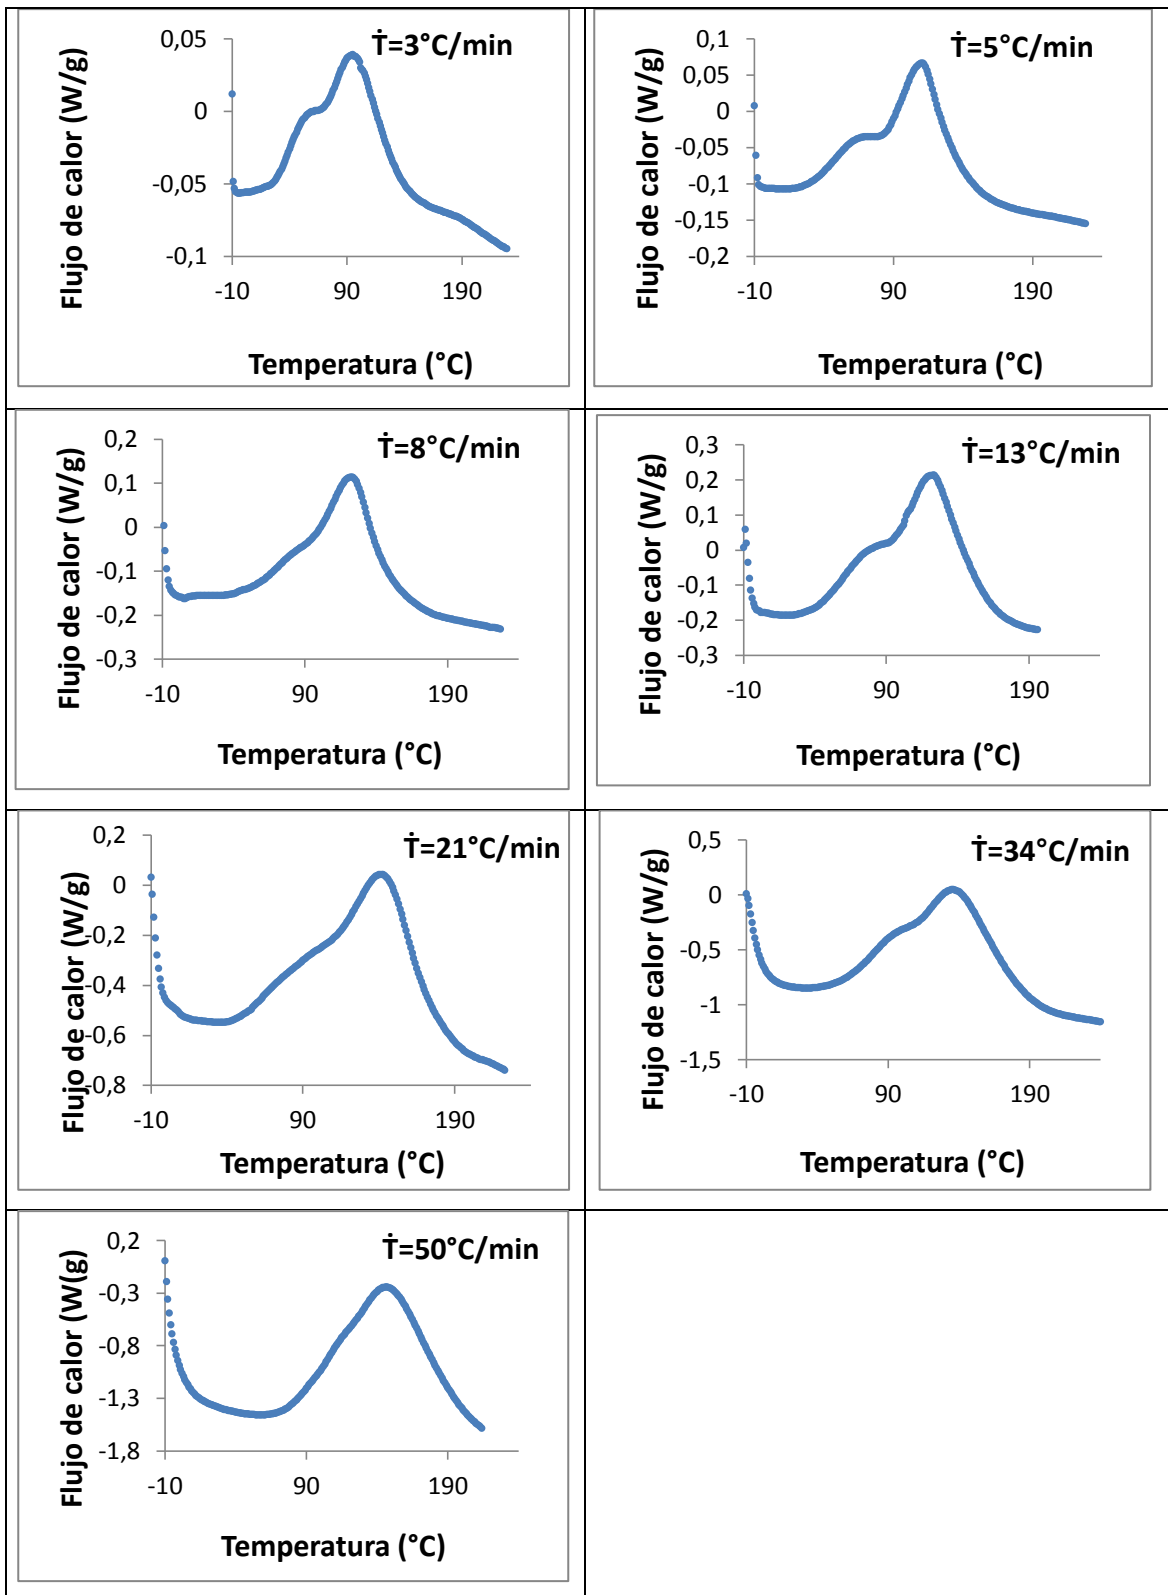 Ṫ=3°C/min
Flujo de calor (W/g)
0,05
0
-0,05
-0,1
-10 90 190
Temperatura (°C)
Ṫ=5°C/min
Flujo de calor (W/g)
0,1
0,05
0
-0,05
-0,1
-0,15
-0,2
-10 90 190
Temperatura (°C)
Ṫ=8°C/min
Flujo de calor (W/g)
0,2
0,1
0
-0,1
-0,2
-0,3
-10 90 190
Temperatura (°C)
Ṫ=13°C/min
Flujo de calor (W/g)
0,3
0,2
0,1
0
-0,1
-0,2
-0,3
-10 90 190
Temperatura (°C)
Ṫ=21°C/min
Flujo de calor (W/g)
0,2
0
-0,2
-0,4
-0,6
-0,8
-10 90 190
Temperatura (°C)
Ṫ=34°C/min
Flujo de calor (W/g)
0,5
0
-0,5
-1
-1,5
-10 90 190
Temperatura (°C)
Ṫ=50°C/min
Flujo de calor (W(g)
0,2
-0,3
-0,8
-1,3
-1,8
-10 90 190
Temperatura (°C)